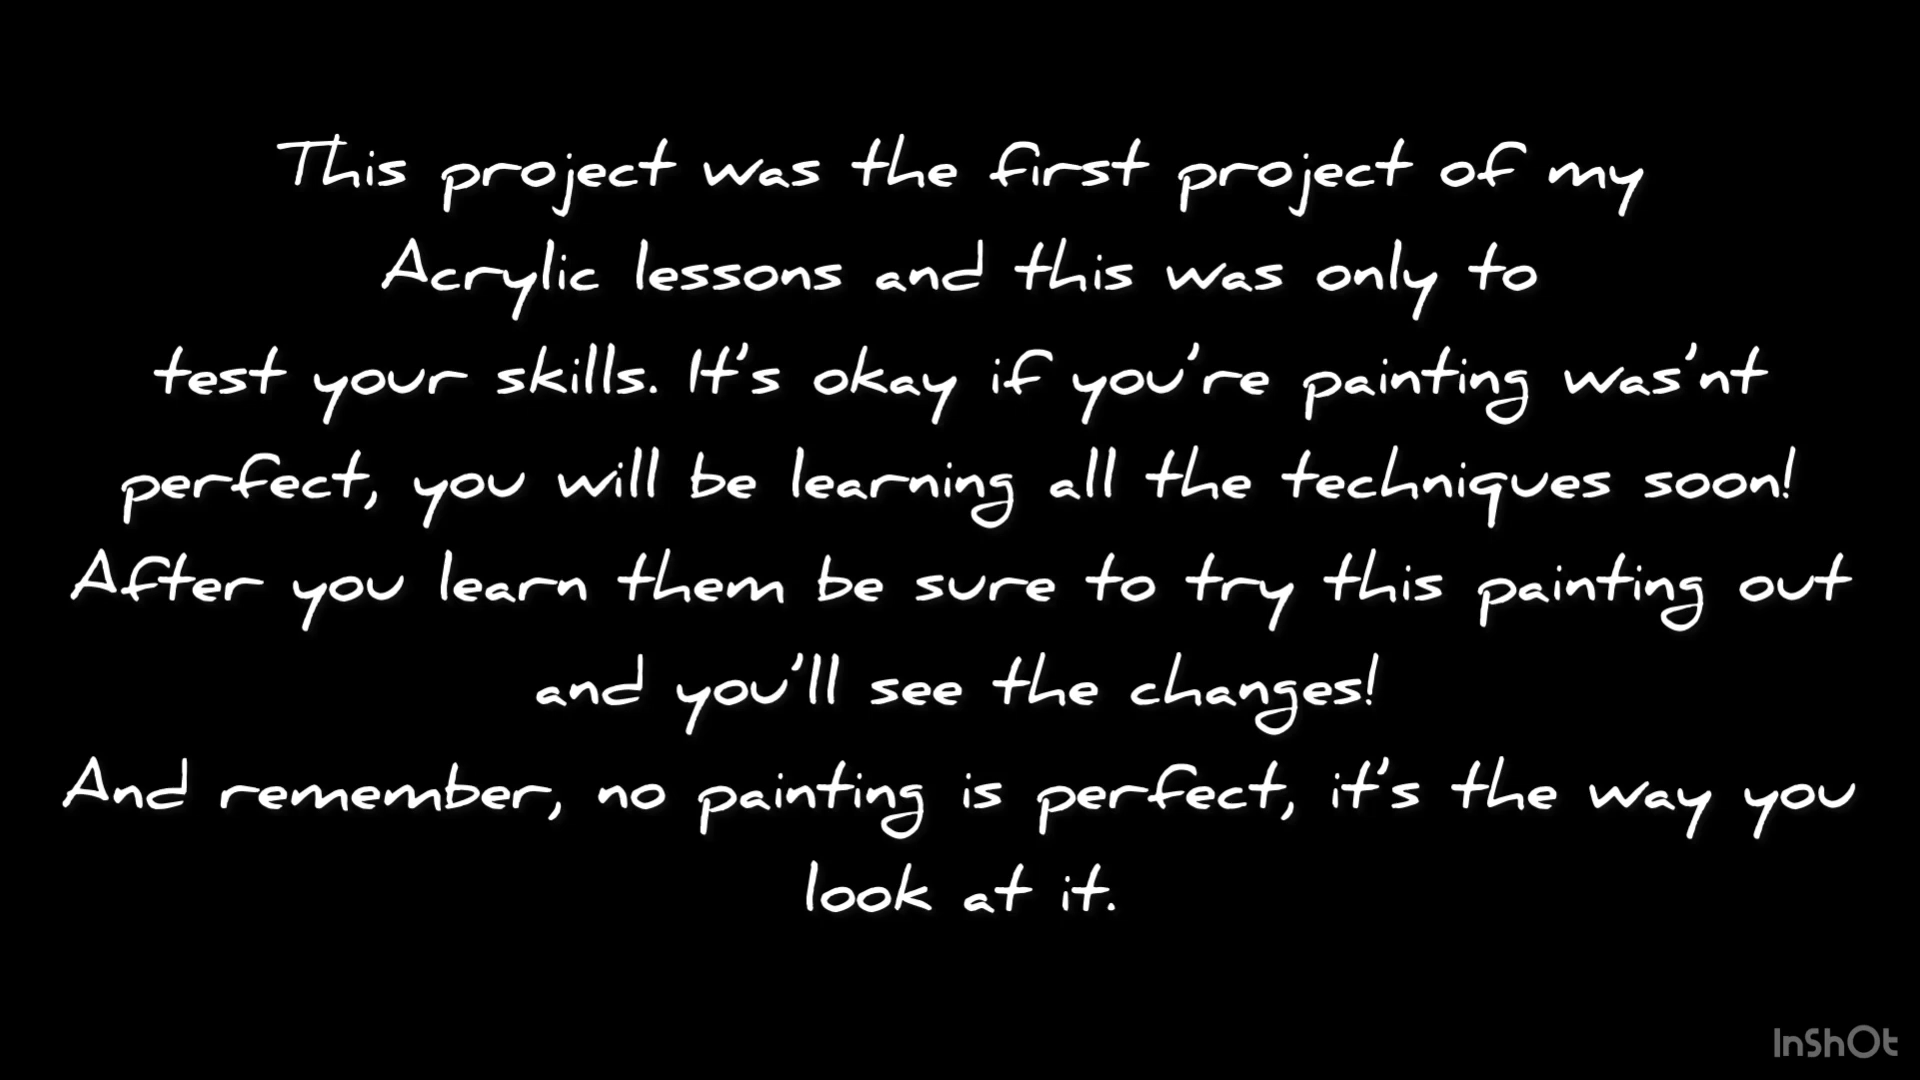 This project was the first project of my
Acrylic lessons and this was only to
test your skills. It's okay if you're painting was'nt
perfect, you will be learning all the techniques soon!
After you learn them be sure to try this painting out
and you'll see the changes!
And remember, no painting is perfect, it's the way you
look at it.
InShOt